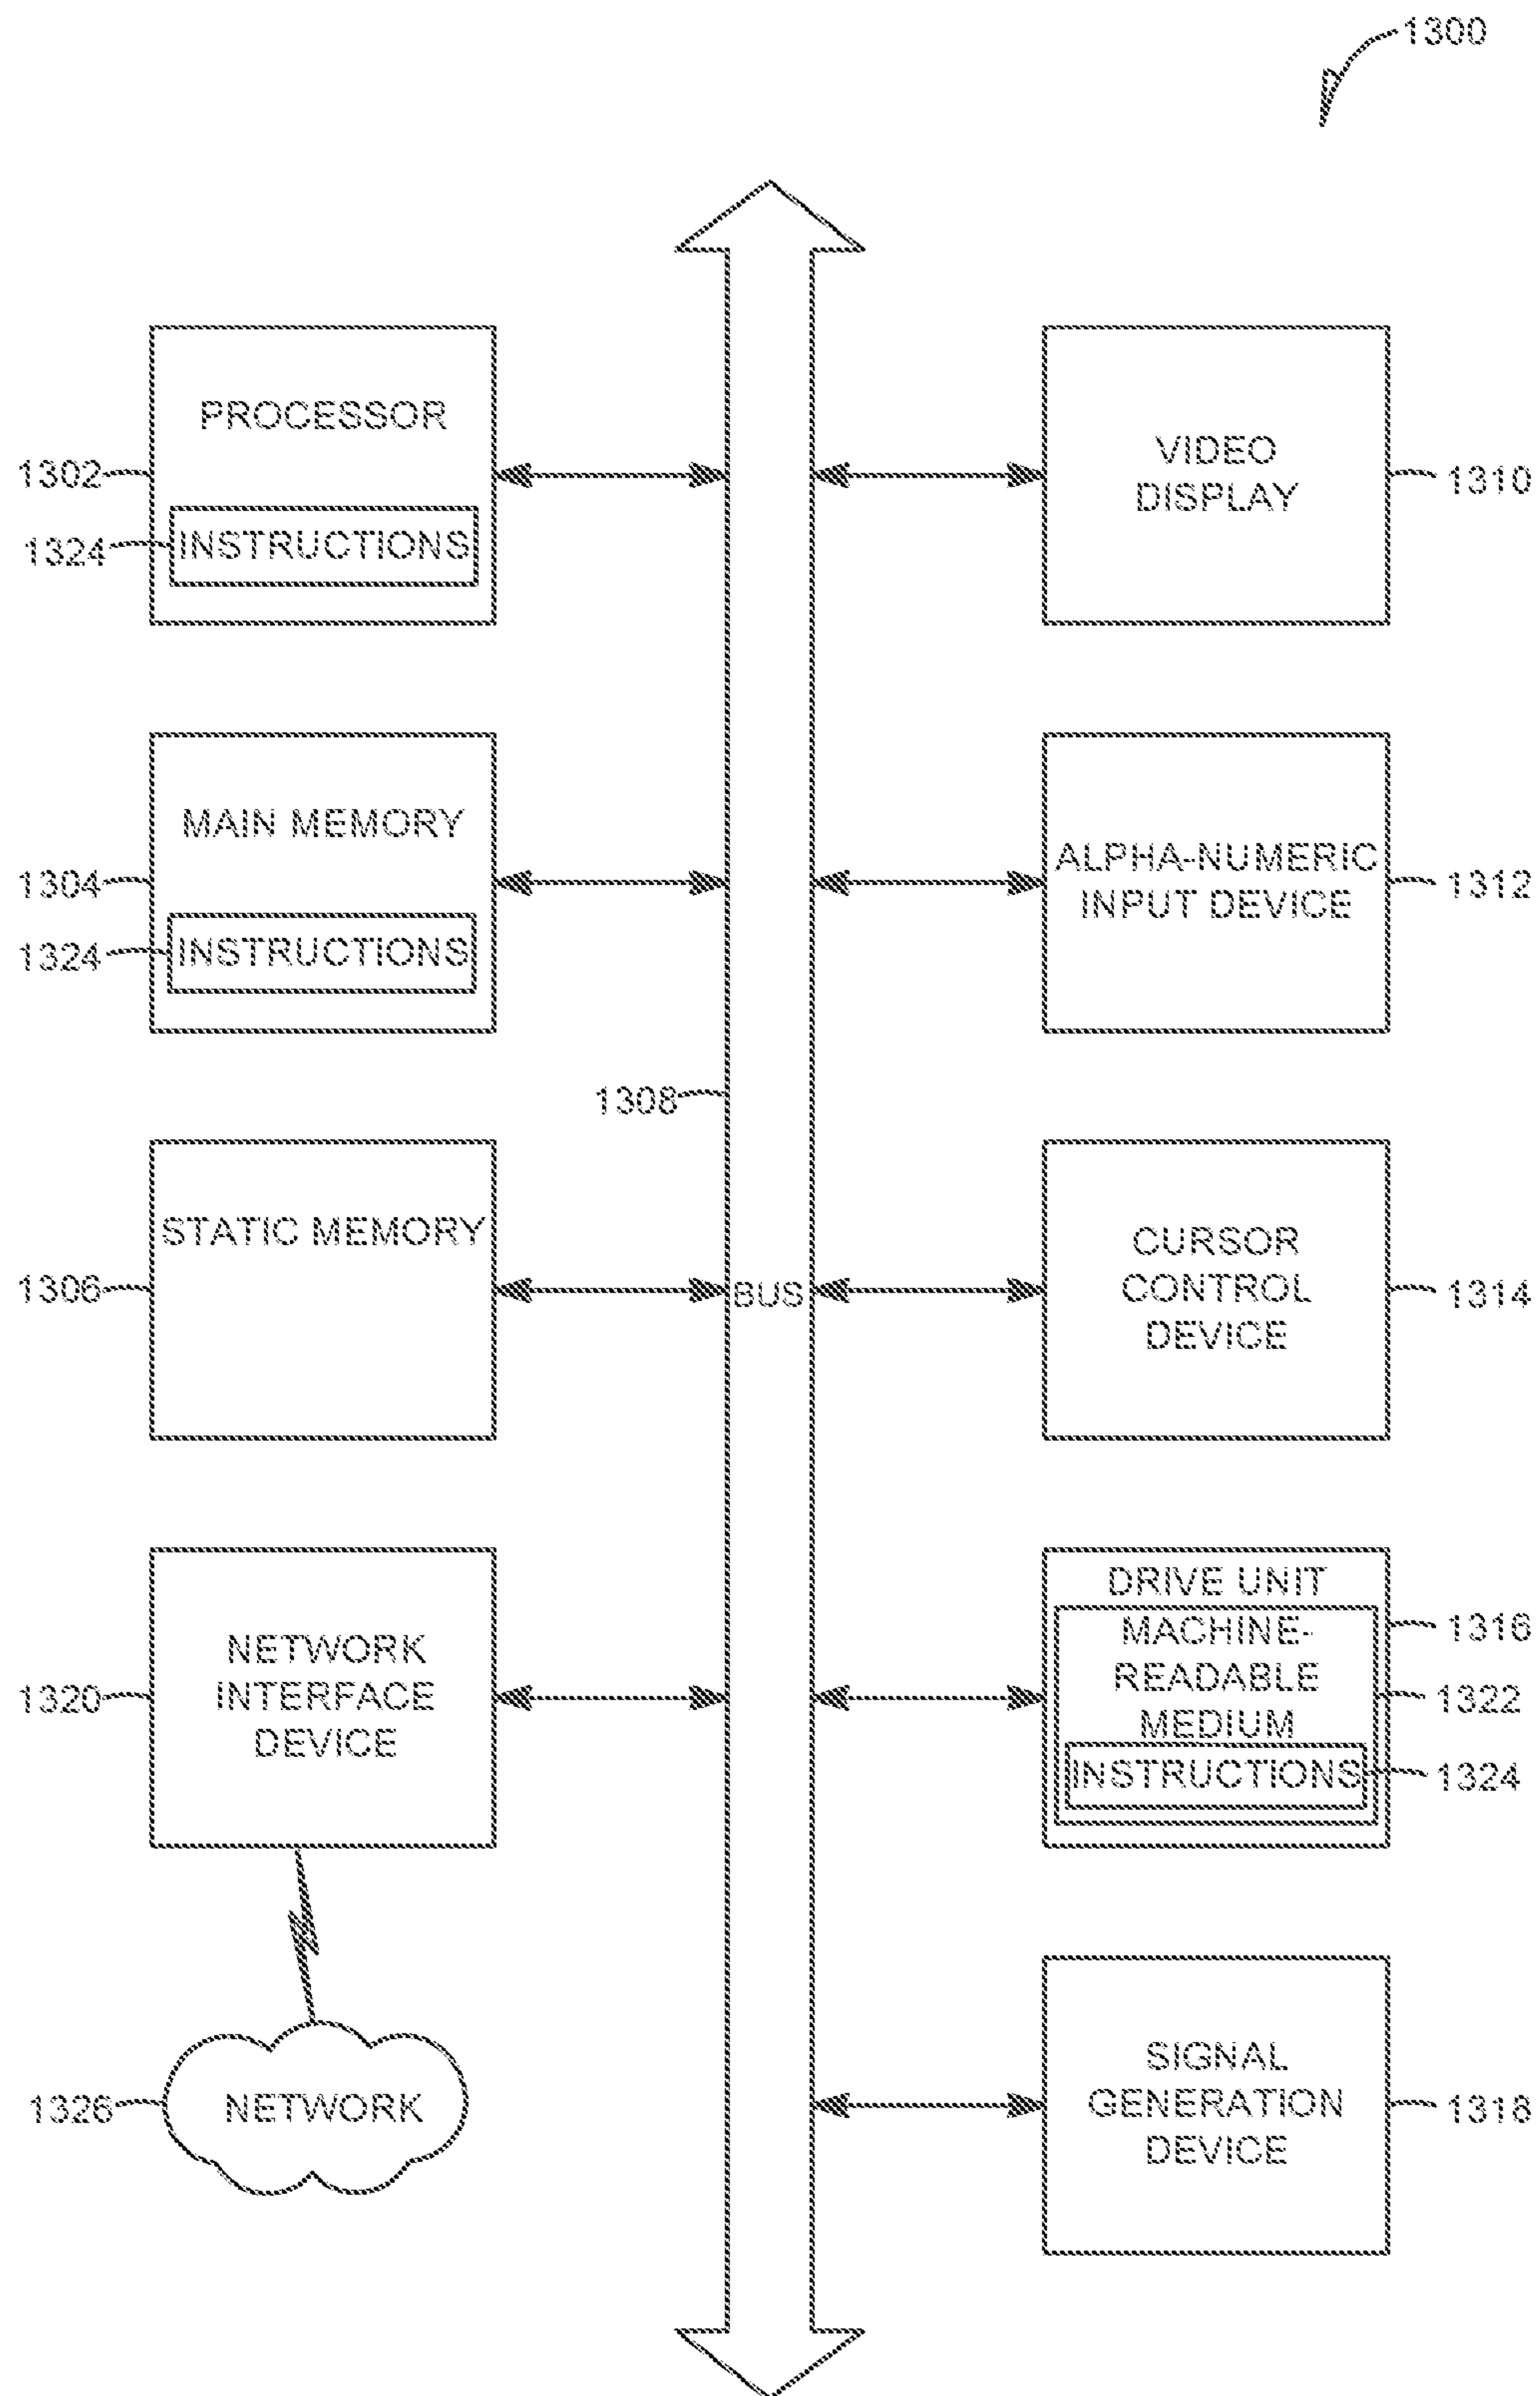 1300
PROCESSOR
1302
1324
INSTRUCTIONS
VIDEO
DISPLAY
1310
MAIN MEMORY
1304
1324
INSTRUCTIONS
ALPHA-NUMERIC
INPUT DEVICE
1312
1308
STATIC MEMORY
1306
BUS
CURSOR
CONTROL
DEVICE
1314
NETWORK
INTERFACE
DEVICE
1320
DRIVE UNIT
1316
MACHINE-
READABLE
MEDIUM
1322
INSTRUCTIONS
1324
1326
NETWORK
SIGNAL
GENERATION
DEVICE
1318